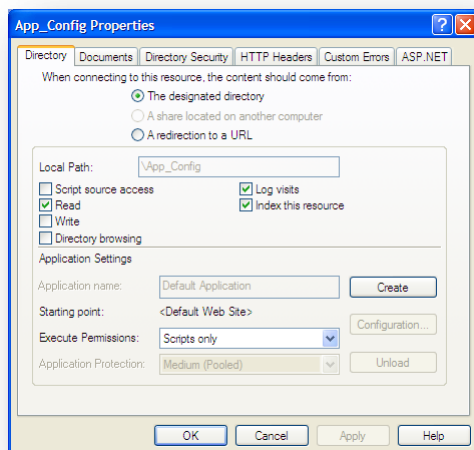 App_Config Properties
Directory Documents Directory Security HTTP Headers Custom Errors ASP.NET
When connecting to this resource, the content should come from:
The designated directory
A share located on another computer
A redirection to a URL
Local Path: \App_Config
Script source access Log visits
Read Index this resource
Write
Directory browsing
Application Settings
Application name: Default Application Create
Starting point: <Default Web Site>
Configuration...
Execute Permissions: Scripts only
Application Protection: Medium (Pooled) Unload
OK Cancel Apply Help